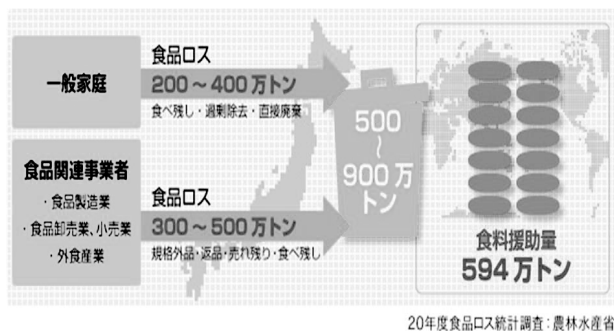 一般家庭
食品ロス
200～400万トン
食べ残し・過剰除去・直接廃棄
食品関連事業者
・食品製造業
・食品卸売業、小売業
・外食産業
食品ロス
300～500万トン
規格外品・返品・売れ残り・食べ残し
500
～
900万
トン
食料援助量
594万トン
20年度食品ロス統計調査：農林水産省